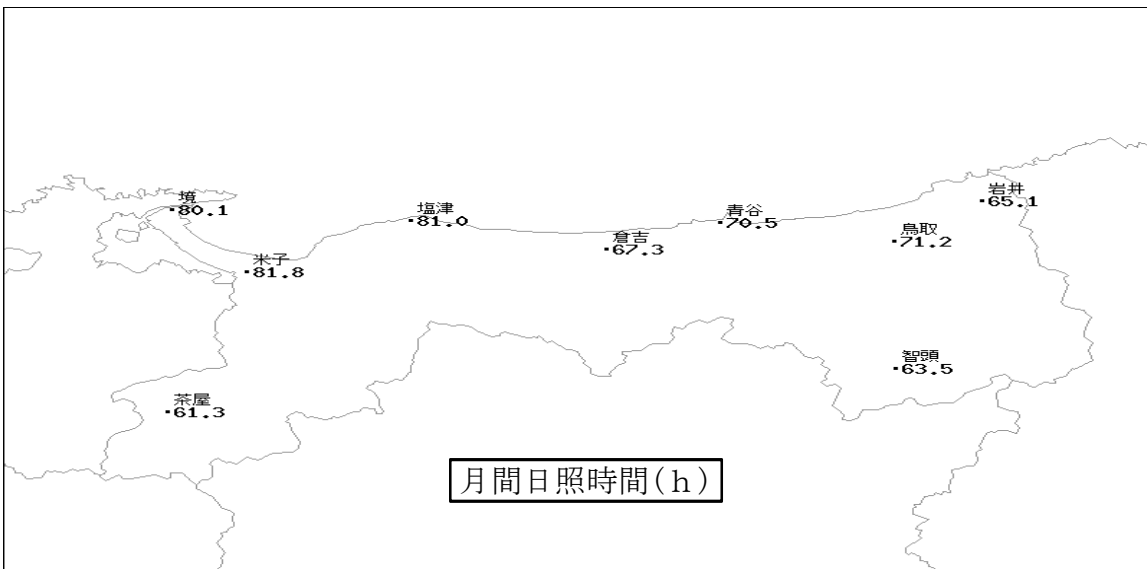 境
·80.1
塩津
·81.0
米子
·81.8
倉吉
·67.3
青谷
·70.5
鳥取
·71.2
岩井
·65.1
智頭
·63.5
茶屋
·61.3
月間日照時間(h)